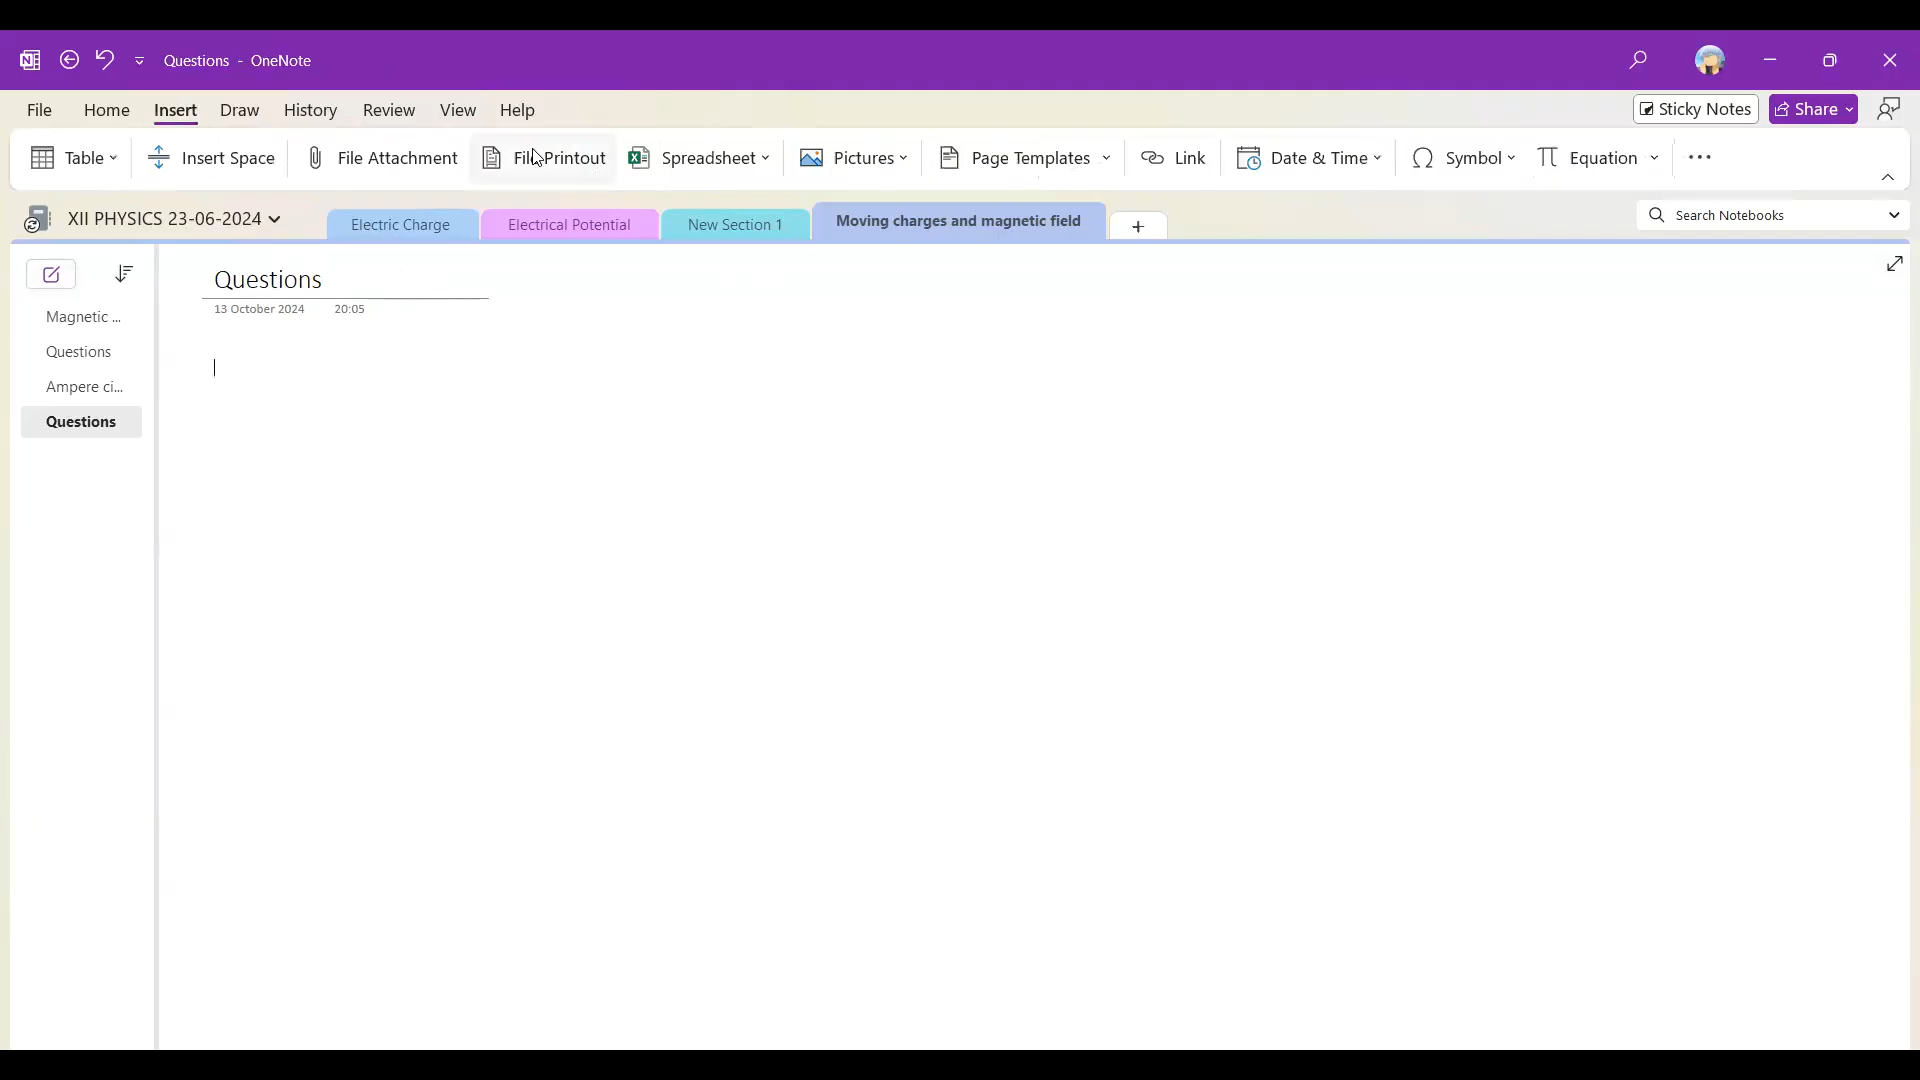 Questions - OneNote
File Home Insert Draw History Review View Help
Sticky Notes Share
Table Insert Space File Attachment File Printout Spreadsheet Pictures Page Templates Link Date & Time Symbol Equation
XII PHYSICS 23-06-2024
Electric Charge Electrical Potential New Section 1 Moving charges and magnetic field
Search Notebooks
Questions
13 October 2024 20:05
Magnetic ...
Questions
Ampere ci...
Questions